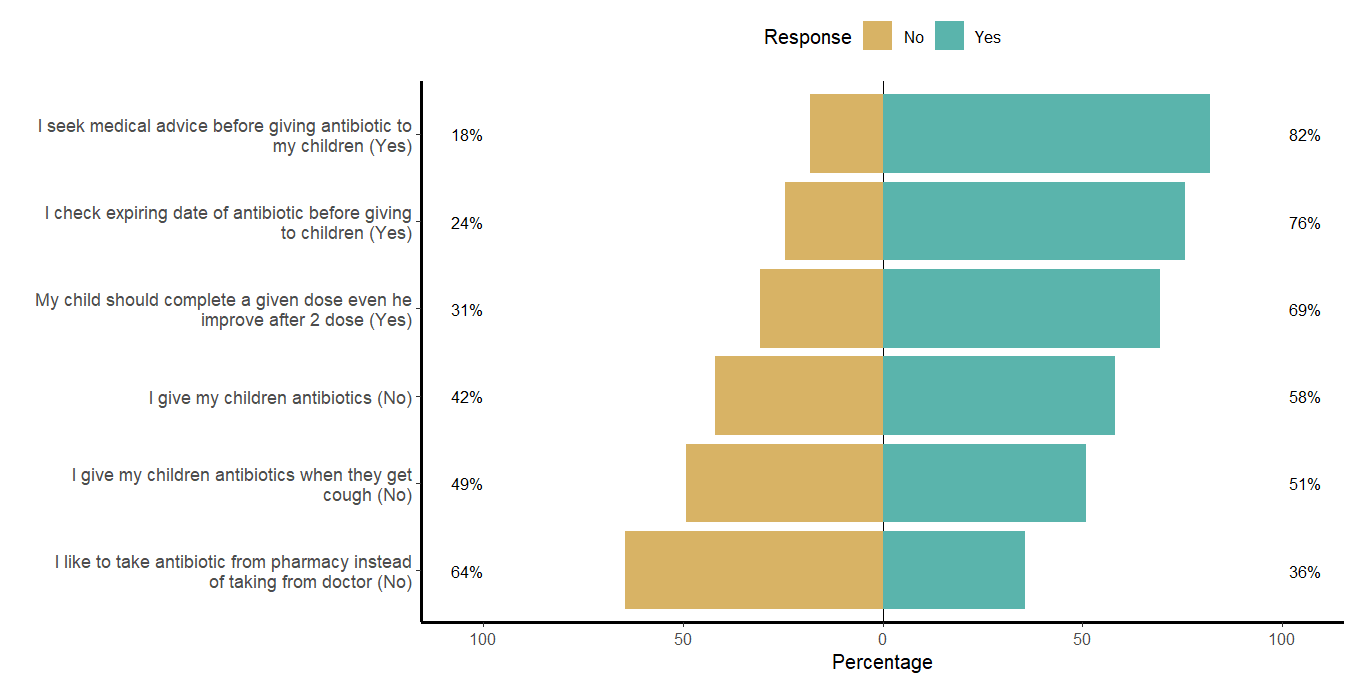 Response No Yes
I seek medical advice before giving antibiotic to
my children (Yes)
18%
82%
I check expiring date of antibiotic before giving
to children (Yes)
24%
76%
My child should complete a given dose even he
improve after 2 dose (Yes)
31%
69%
I give my children antibiotics (No)
42%
58%
I give my children antibiotics when they get
cough (No)
49%
51%
I like to take antibiotic from pharmacy instead
of taking from doctor (No)
64%
36%
100 50 0 50 100
Percentage